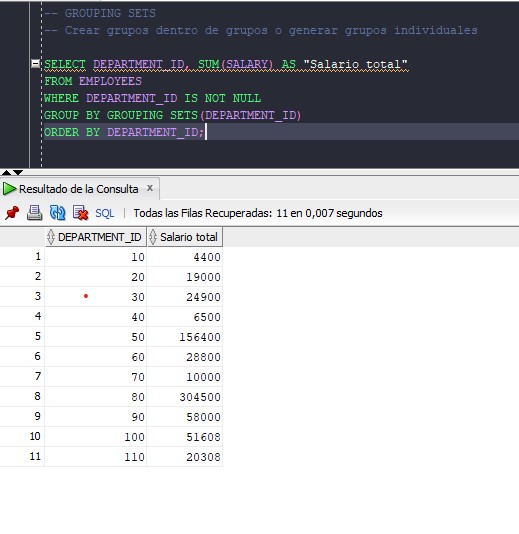 -- GROUPING SETS
-- Crear grupos dentro de grupos o generar grupos individuales
SELECT DEPARTMENT_ID, SUM(SALARY) AS "Salario total"
FROM EMPLOYEES
WHERE DEPARTMENT_ID IS NOT NULL
GROUP BY GROUPING SETS(DEPARTMENT_ID)
ORDER BY DEPARTMENT_ID;
Resultado de la Consulta x
SQL | Todas las Filas Recuperadas: 11 en 0,007 segundos
DEPARTMENT_ID Salario total
1 10 4400
2 20 19000
3 30 24900
4 40 6500
5 50 156400
6 60 28800
7 70 10000
8 80 304500
9 90 58000
10 100 51608
11 110 20308